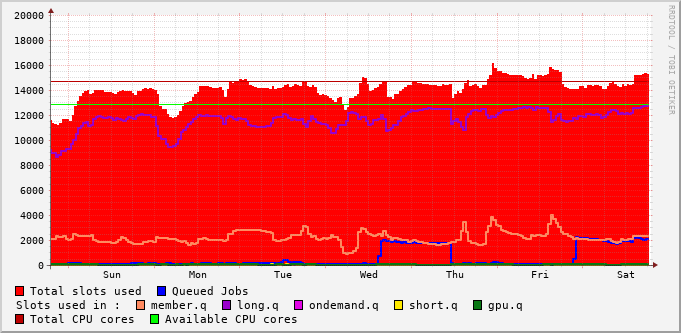 RRDTOOL / TOBI OETIKER
20000
18000
16000
14000
12000
10000
8000
6000
4000
2000
0
Sun Mon Tue Wed Thu Fri Sat
Total slots used Queued Jobs
Slots used in : member.q long.q ondemand.q short.q gpu.q
Total CPU cores Available CPU cores